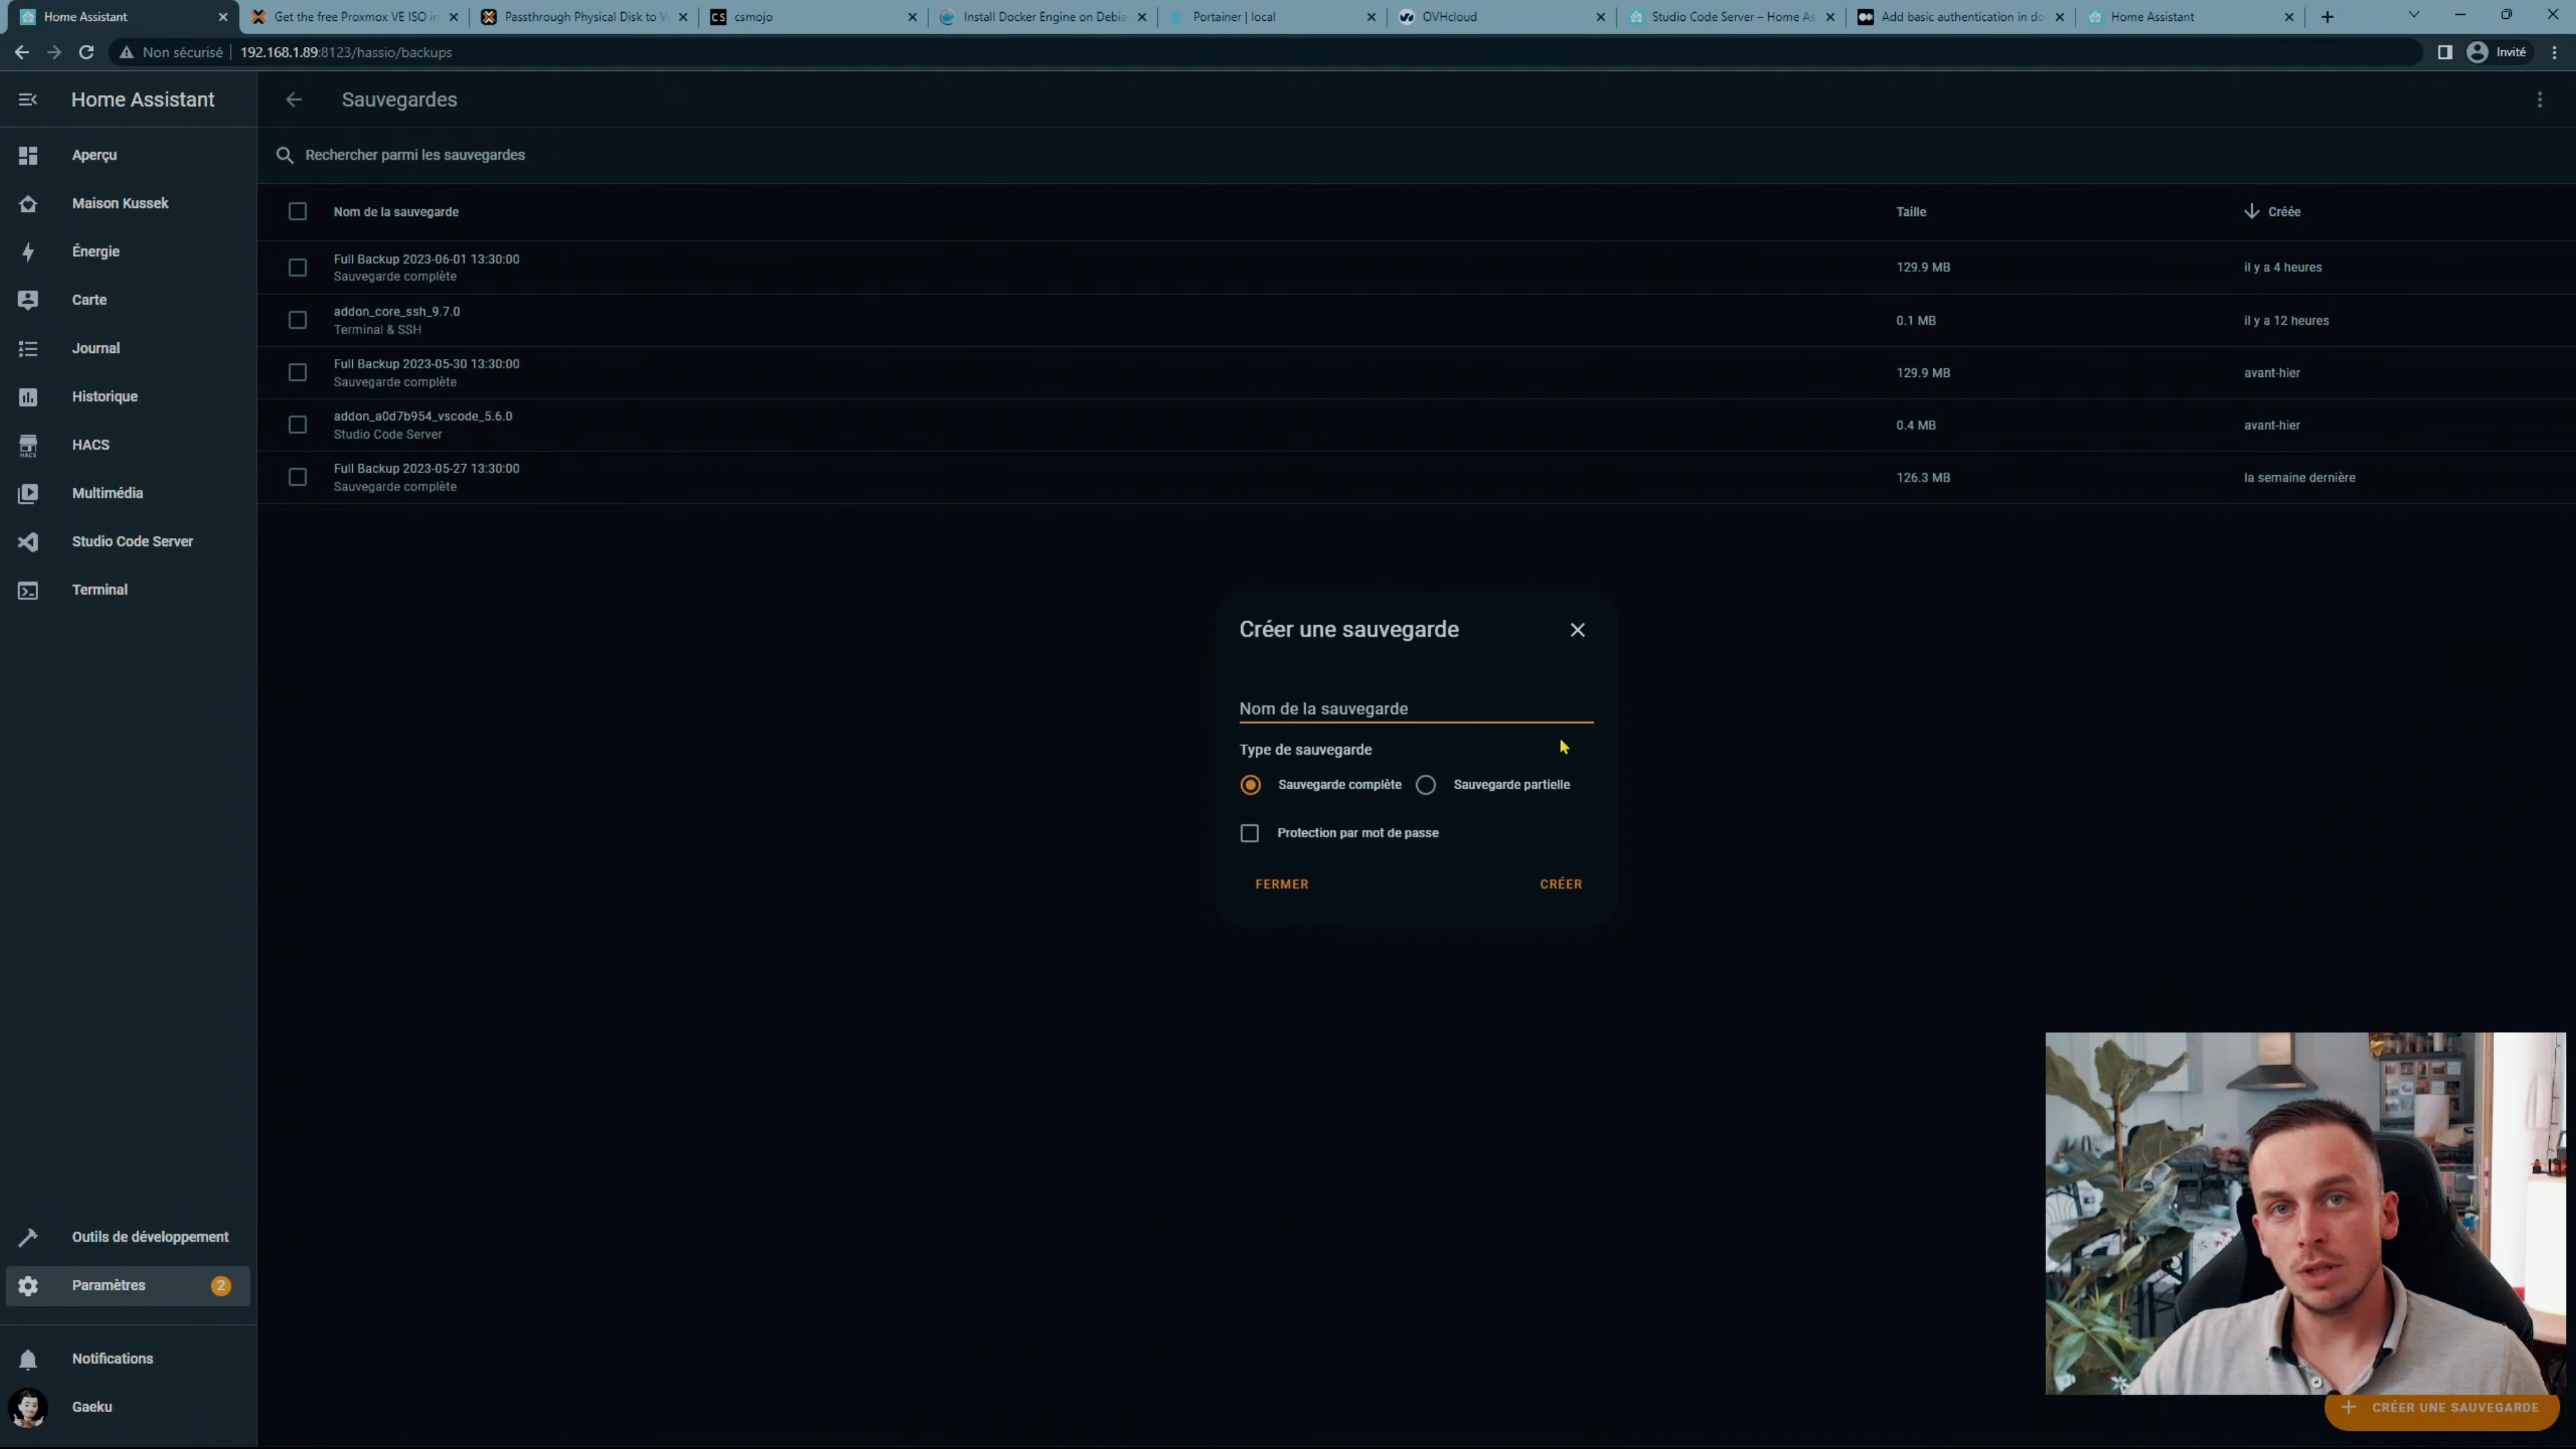 Home Assistant
Get the free Proxmox VE ISO in
Passthrough Physical Disk to V
CS csmojo
Install Docker Engine on Debia
Portainer | local
OVHcloud
Studio Code Server – Home As
Add basic authentication in do
Home Assistant
Non sécurisé
192.168.1.89:8123/hassio/backups
Invité
Home Assistant
Sauvegardes
Aperçu
Maison Kussek
Énergie
Carte
Journal
Historique
HACS
HACS
Multimédia
Studio Code Server
Terminal
Rechercher parmi les sauvegardes
Nom de la sauvegarde
Taille
Créée
Full Backup 2023-06-01 13:30:00
Sauvegarde complète
129.9 MB
il y a 4 heures
addon_core_ssh_9.7.0
Terminal & SSH
0.1 MB
il y a 12 heures
Full Backup 2023-05-30 13:30:00
Sauvegarde complète
129.9 MB
avant-hier
addon_a0d7b954_vscode_5.6.0
Studio Code Server
0.4 MB
avant-hier
Full Backup 2023-05-27 13:30:00
Sauvegarde complète
126.3 MB
la semaine dernière
Créer une sauvegarde
Nom de la sauvegarde
Type de sauvegarde
Sauvegarde complète
Sauvegarde partielle
Protection par mot de passe
FERMER
CRÉER
Outils de développement
Paramètres
2
Notifications
Gaeku
CRÉER UNE SAUVEGARDE